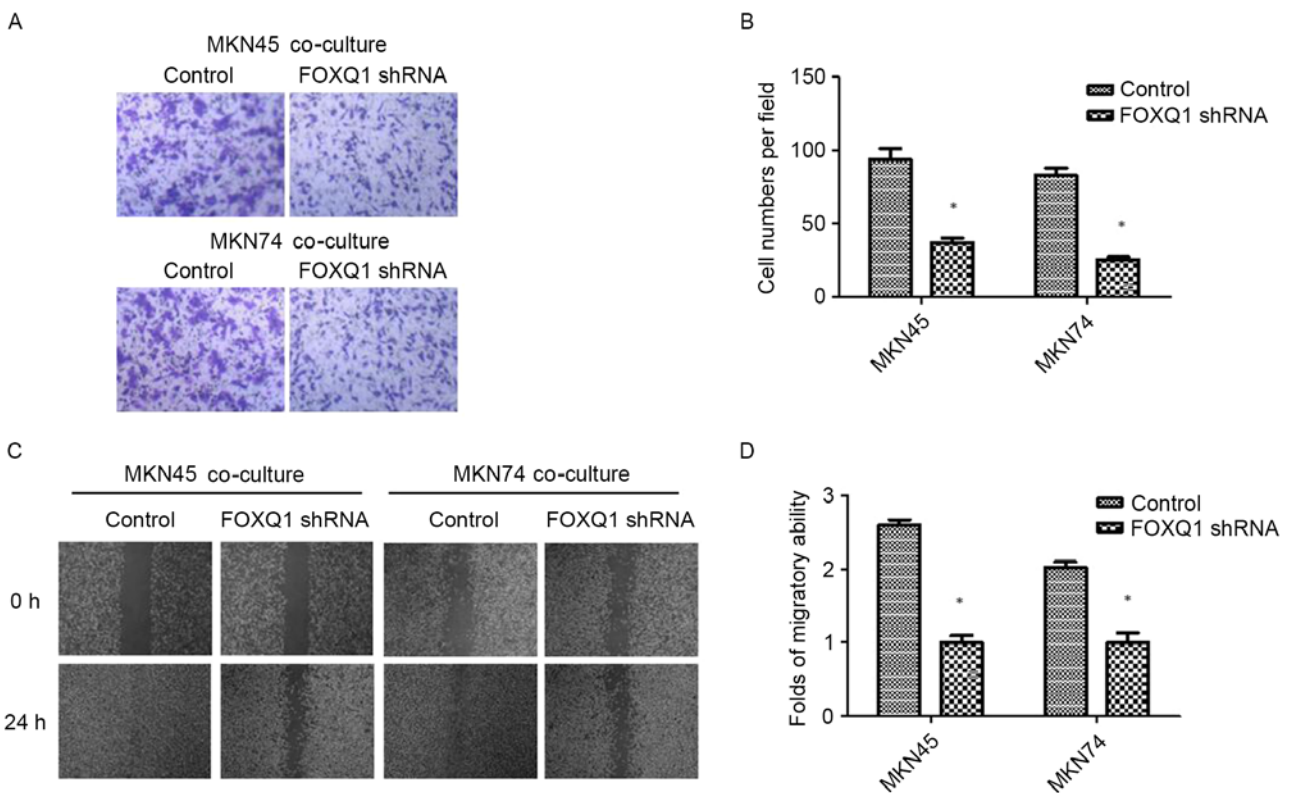 A
MKN45 co-culture
Control FOXQ1 shRNA
MKN74 co-culture
Control FOXQ1 shRNA
B
Cell numbers per field
150
100
50
0
Control
FOXQ1 shRNA
*
*
MKN45
MKN74
C
MKN45 co-culture MKN74 co-culture
Control FOXQ1 shRNA Control FOXQ1 shRNA
0 h
24 h
D
Folds of migratory ability
3
2
1
0
Control
FOXQ1 shRNA
*
*
MKN45
MKN74